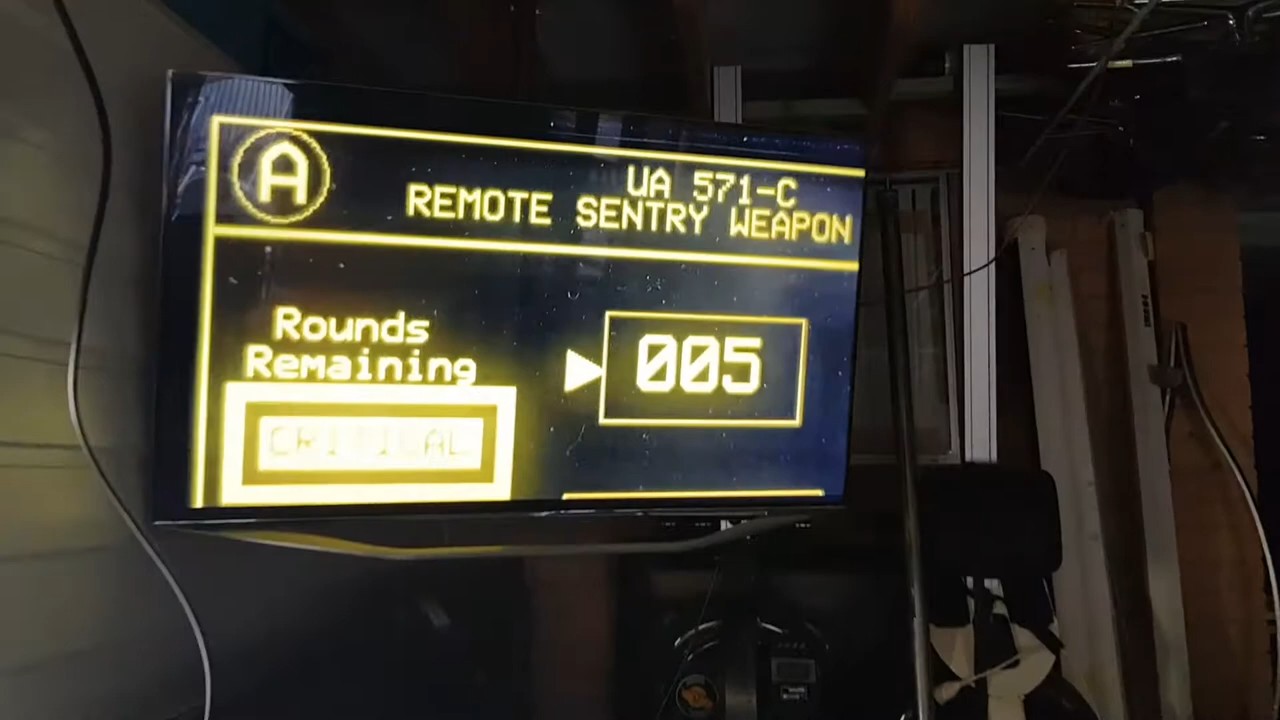 A
UA 571-C
REMOTE SENTRY WEAPON
Rounds
Remaining
005
CRITICAL